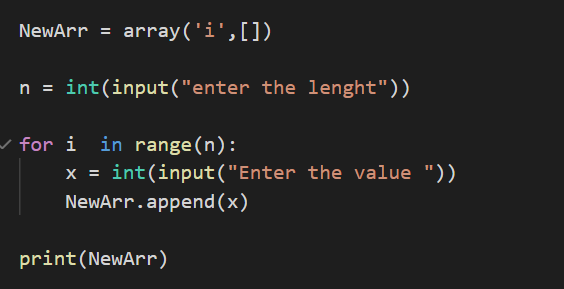 NewArr = array('i',[])
n = int(input("enter the lenght"))
for i  in range(n):
    x = int(input("Enter the value "))
    NewArr.append(x)
print(NewArr)